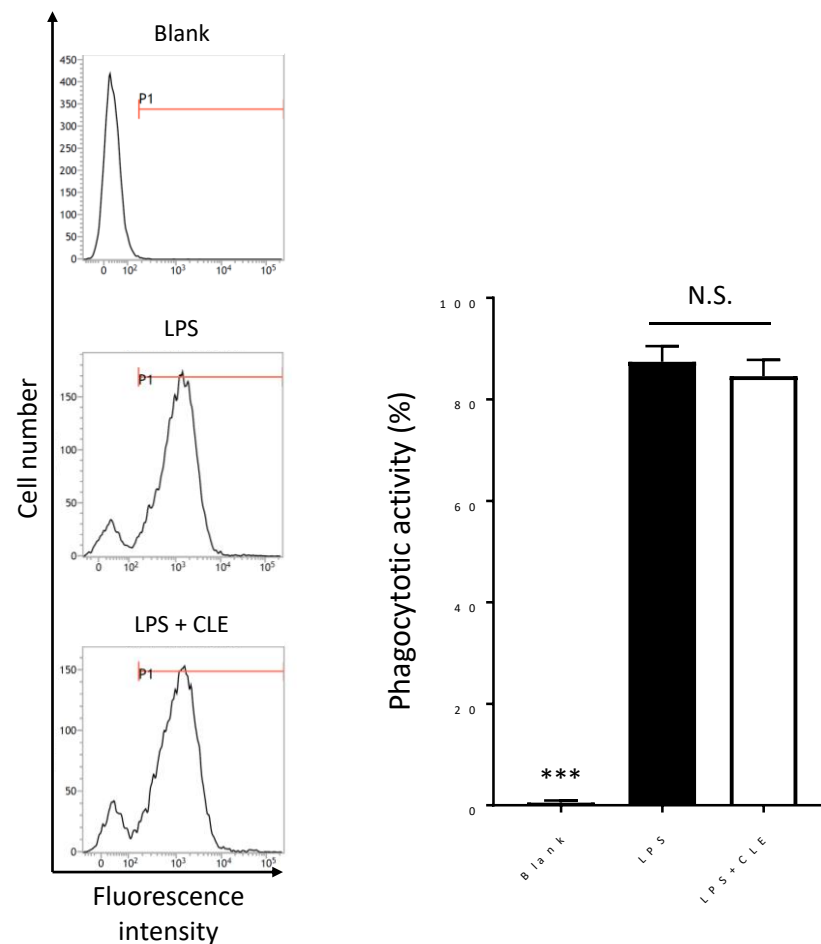 Blank
450
400
350
300
250
200
150
100
50
0
P1
0 10² 10³ 10⁴ 10⁵
LPS
150
100
50
0
P1
0 10² 10³ 10⁴ 10⁵
LPS + CLE
150
100
50
0
P1
0 10² 10³ 10⁴ 10⁵
Cell number
Fluorescence
intensity
Phagocytotic activity (%)
100
80
60
40
20
0
N.S.
***
Blank
LPS
LPS+CLE